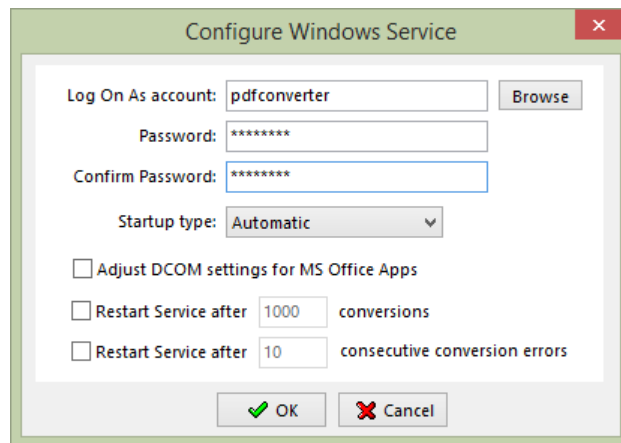 Configure Windows Service
Log On As account: pdfconverter Browse
Password: ********
Confirm Password: ********
Startup type: Automatic
Adjust DCOM settings for MS Office Apps
Restart Service after 1000 conversions
Restart Service after 10 consecutive conversion errors
OK Cancel